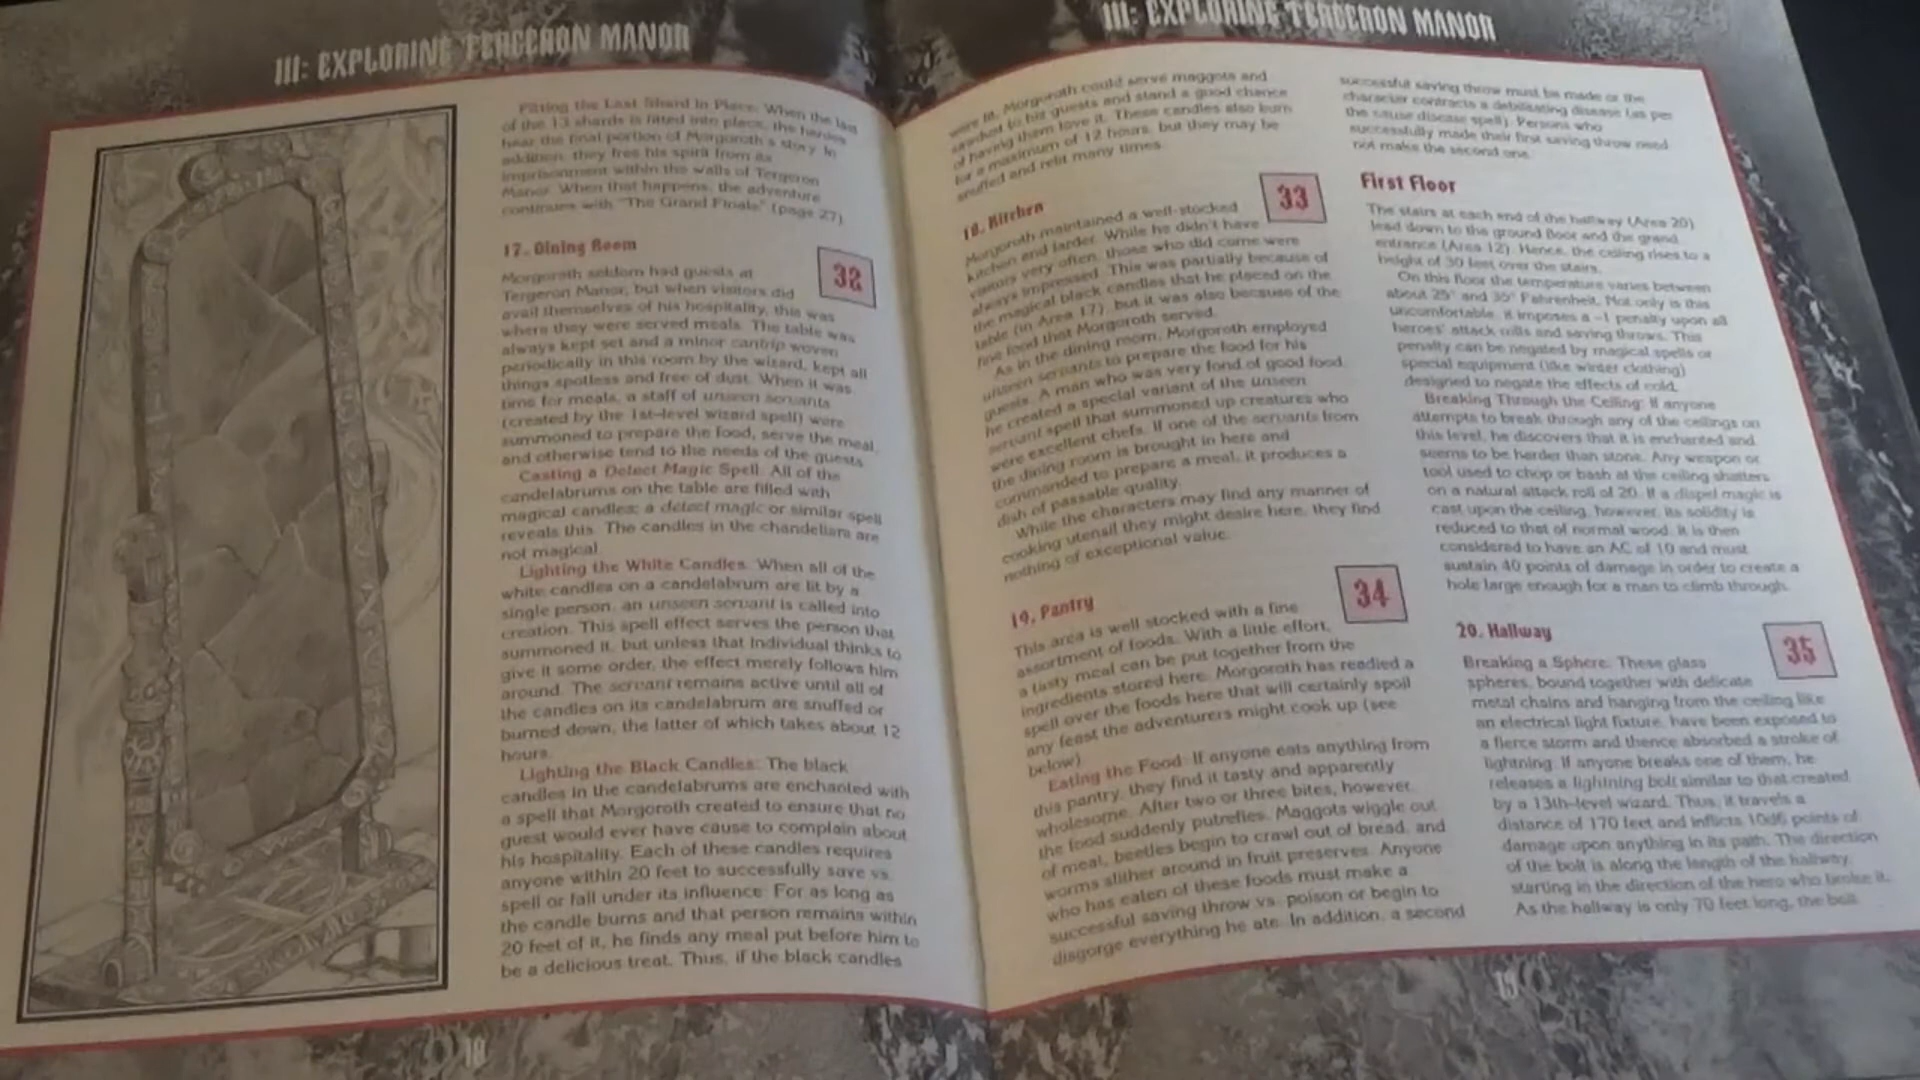 III: EXPLORING TERGERON MANOR
Fitting the Last Shard in Place: When the last
of the 13 shards is fitted into place, the heroes
hear the final portion of Morgoroth's story. In
addition, they free his spirit from its
imprisonment within the walls of Tergeron
Manor. When that happens, the adventure
continues with "The Grand Finale" (page 27).
17. Dining Room
32
Morgoroth seldom had guests at
Tergeron Manor, but when visitors did
avail themselves of his hospitality, this was
where they were served meals. The table was
always kept set and a minor cantrip woven
periodically in this room by the wizard, kept all
things spotless and free of dust. When it was
time for meals, a staff of unseen servants
(created by the 1st-level wizard spell) were
summoned to prepare the food, serve the meal,
and otherwise tend to the needs of the guests.
Casting a Detect Magic Spell: All of the
candelabrums on the table are filled with
magical candles; a detect magic or similar spell
reveals this. The candles in the chandeliers are
not magical.
Lighting the White Candles: When all of the
white candles on a candelabrum are lit by a
single person, an unseen servant is called into
creation. This spell effect serves the person that
summoned it, but unless that individual thinks to
give it some order, the effect merely follows him
around. The servant remains active until all of
the candles on its candelabrum are snuffed or
burned down, the latter of which takes about 12
hours.
Lighting the Black Candles: The black
candles in the candelabrums are enchanted with
a spell that Morgoroth created to ensure that no
guest would ever have cause to complain about
his hospitality. Each of these candles requires
anyone within 20 feet to successfully save vs.
spell or fall under its influence. For as long as
the candle burns and that person remains within
20 feet of it, he finds any meal put before him to
be a delicious treat. Thus, if the black candles
18
III: EXPLORING TERGERON MANOR
were lit, Morgoroth could serve maggots and
sawdust to his guests and stand a good chance
of having them love it. These candles also burn
for a maximum of 12 hours, but they may be
snuffed and relit many times.
18. Kitchen
33
Morgoroth maintained a well-stocked
kitchen and larder. While he didn't have
visitors very often, those who did come were
always impressed. This was partially because of
the magical black candles that he placed on the
table (in Area 17), but it was also because of the
fine food that Morgoroth served.
As in the dining room, Morgoroth employed
unseen servants to prepare the food for his
guests. A man who was very fond of good food,
he created a special variant of the unseen
servant spell that summoned up creatures who
were excellent chefs. If one of the servants from
the dining room is brought in here and
commanded to prepare a meal, it produces a
dish of passable quality.
While the characters may find any manner of
cooking utensil they might desire here, they find
nothing of exceptional value.
19. Pantry
34
This area is well stocked with a fine
assortment of foods. With a little effort,
a tasty meal can be put together from the
ingredients stored here. Morgoroth has readied a
spell over the foods here that will certainly spoil
any feast the adventurers might cook up (see
below).
Eating the Food: If anyone eats anything from
this pantry, they find it tasty and apparently
wholesome. After two or three bites, however,
the food suddenly putrefies. Maggots wiggle out
of meal, beetles begin to crawl out of bread, and
worms slither around in fruit preserves. Anyone
who has eaten of these foods must make a
successful saving throw vs. poison or begin to
disgorge everything he ate. In addition, a second
successful saving throw must be made or the
character contracts a debilitating disease (as per
the cause disease spell). Persons who
successfully made their first saving throw need
not make the second one.
First Floor
The stairs at each end of the hallway (Area 20)
lead down to the ground floor and the grand
entrance (Area 12). Hence, the ceiling rises to a
height of 30 feet over the stairs.
On this floor the temperature varies between
about 25° and 35° Fahrenheit. Not only is this
uncomfortable, it imposes a -1 penalty upon all
heroes' attack rolls and saving throws. This
penalty can be negated by magical spells or
special equipment (like winter clothing)
designed to negate the effects of cold.
Breaking Through the Ceiling: If anyone
attempts to break through any of the ceilings on
this level, he discovers that it is enchanted and
seems to be harder than stone. Any weapon or
tool used to chop or bash at the ceiling shatters
on a natural attack roll of 20. If a dispel magic is
cast upon the ceiling, however, its solidity is
reduced to that of normal wood. It is then
considered to have an AC of 10 and must
sustain 40 points of damage in order to create a
hole large enough for a man to climb through.
20. Hallway
35
Breaking a Sphere: These glass
spheres, bound together with delicate
metal chains and hanging from the ceiling like
an electrical light fixture, have been exposed to
a fierce storm and thence absorbed a stroke of
lightning. If anyone breaks one of them, he
releases a lightning bolt similar to that created
by a 13th-level wizard. Thus, it travels a
distance of 170 feet and inflicts 10d6 points of
damage upon anything in its path. The direction
of the bolt is along the length of the hallway,
starting in the direction of the hero who broke it.
As the hallway is only 70 feet long, the bolt
19